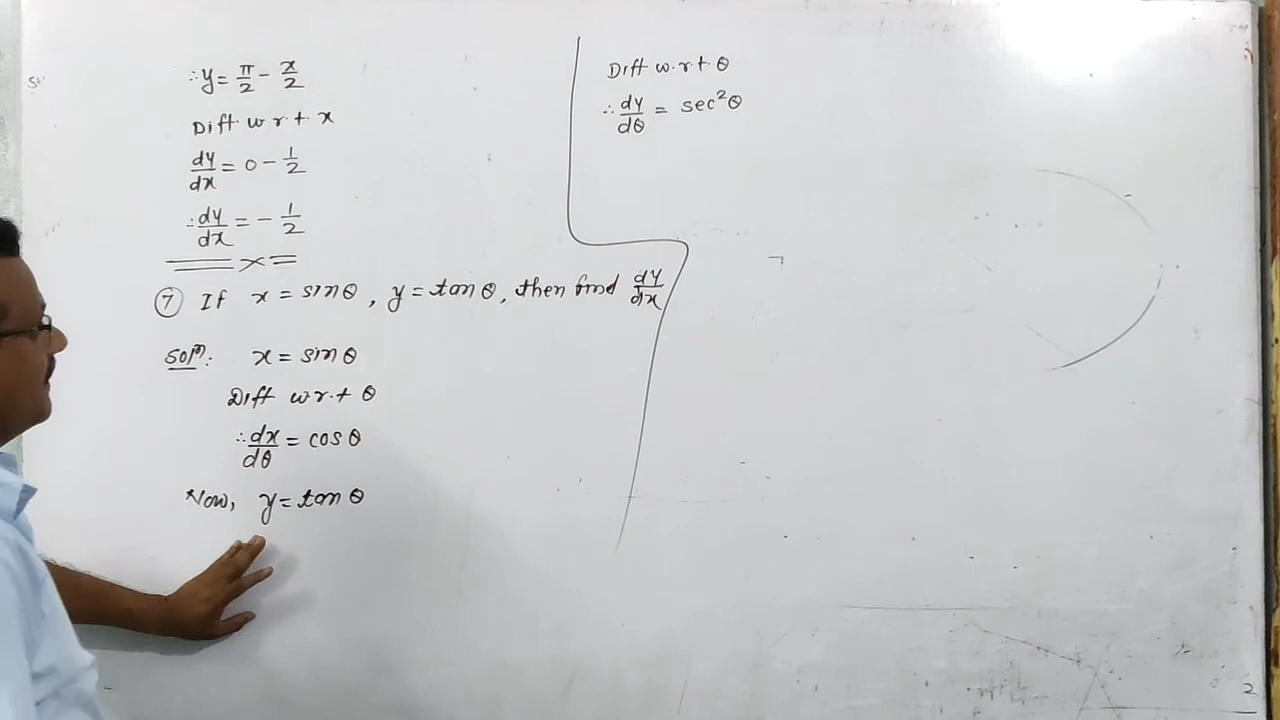 ∴ y = π/2 - x/2
Diff. w r. t x
dy/dx = 0 - 1/2
∴ dy/dx = - 1/2
⑦ If x = sinθ, y = tanθ, then find dy/dx
Solⁿ: x = sinθ
Diff w r. t θ
∴ dx/dθ = cosθ
Now, y = tanθ
Diff w. r. t θ
∴ dy/dθ = sec²θ
2